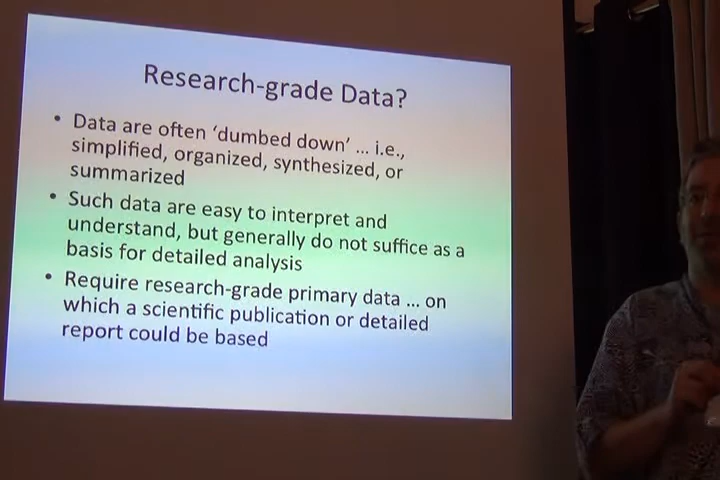 Research-grade Data?
• Data are often ‘dumbed down’ ... i.e.,
simplified, organized, synthesized, or
summarized
• Such data are easy to interpret and
understand, but generally do not suffice as a
basis for detailed analysis
• Require research-grade primary data ... on
which a scientific publication or detailed
report could be based